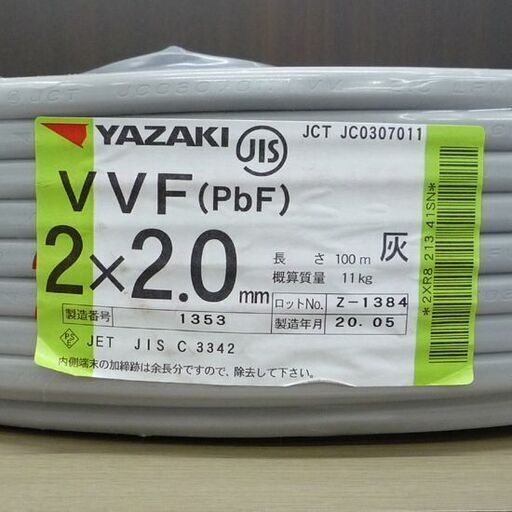 JCT JC03070
YAZAKI
JIS
JCT JC0307011
VVF(PbF)
2×2.0mm
長さ 100m
灰
概算質量 11kg
ロットNo. Z-1384
製造番号 1353
製造年月 20.05
PS E
JET JIS C 3342
内側端末の加締跡は余長分ですので、除去して下さい。
*2XR8 213 41SN*